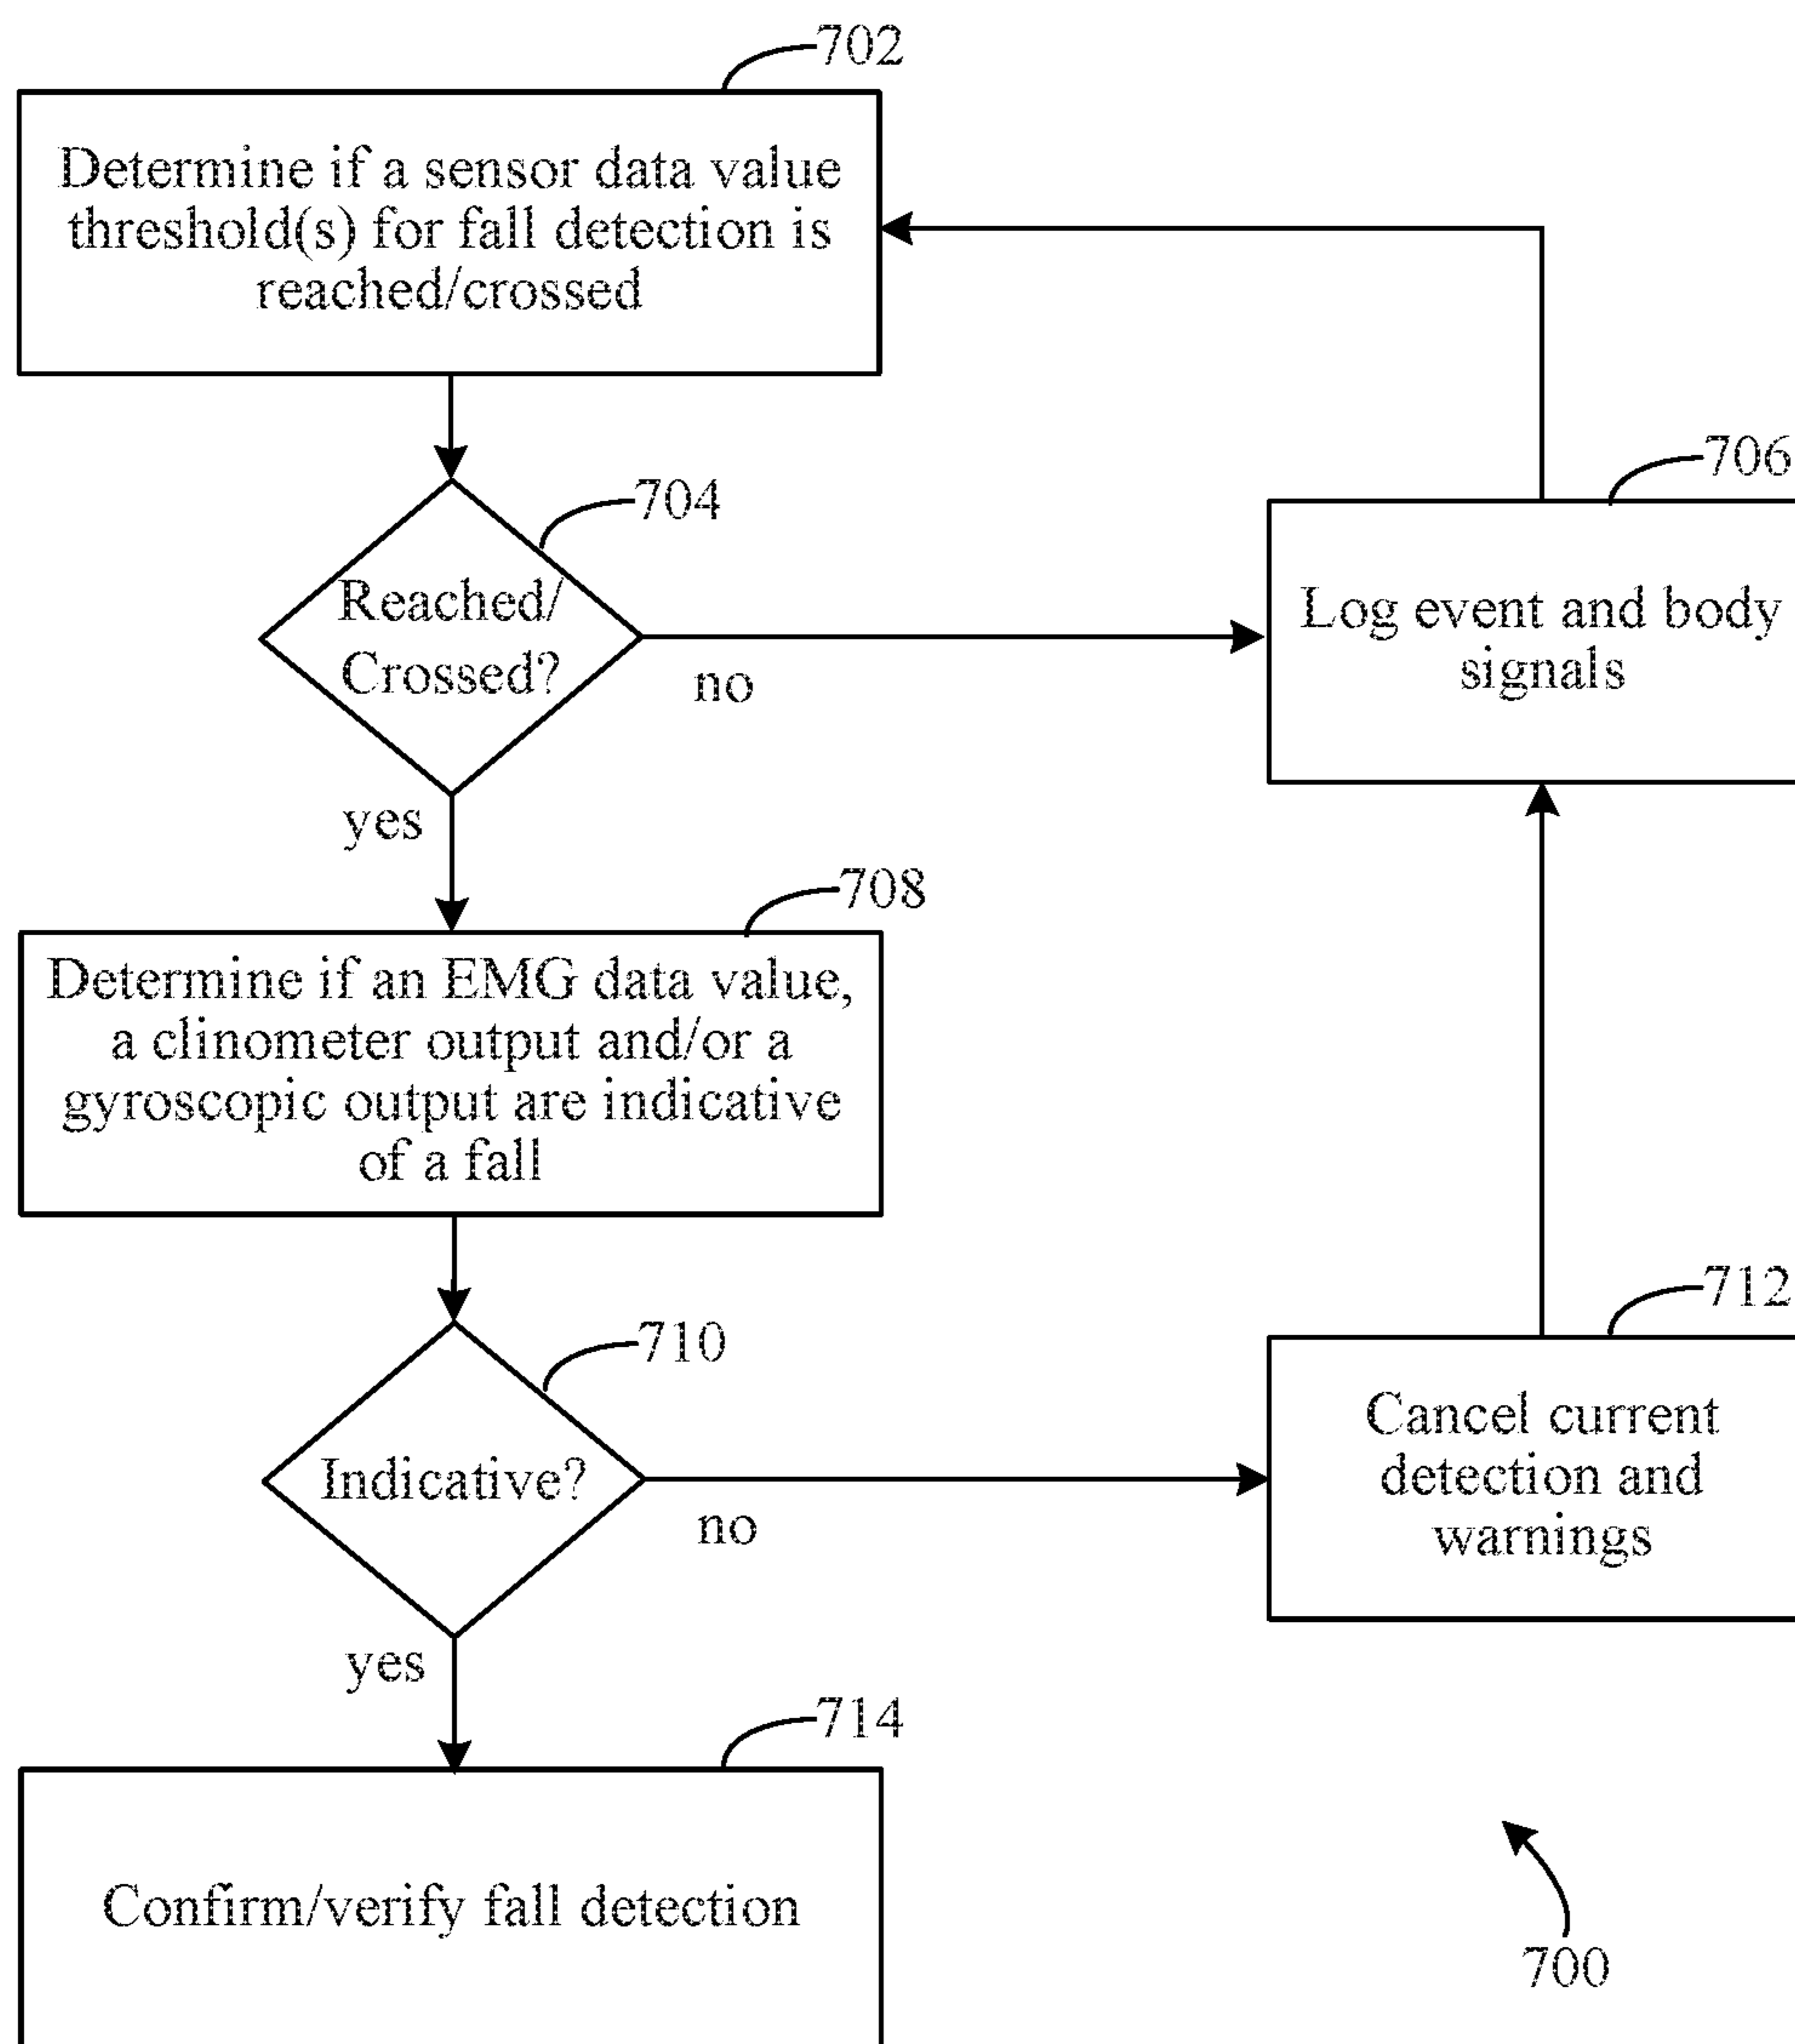 702
Determine if a sensor data value
threshold(s) for fall detection is
reached/crossed
704
Reached/
Crossed?
no
yes
706
Log event and body
signals
708
Determine if an EMG data value,
a clinometer output and/or a
gyroscopic output are indicative
of a fall
710
Indicative?
no
yes
712
Cancel current
detection and
warnings
714
Confirm/verify fall detection
700